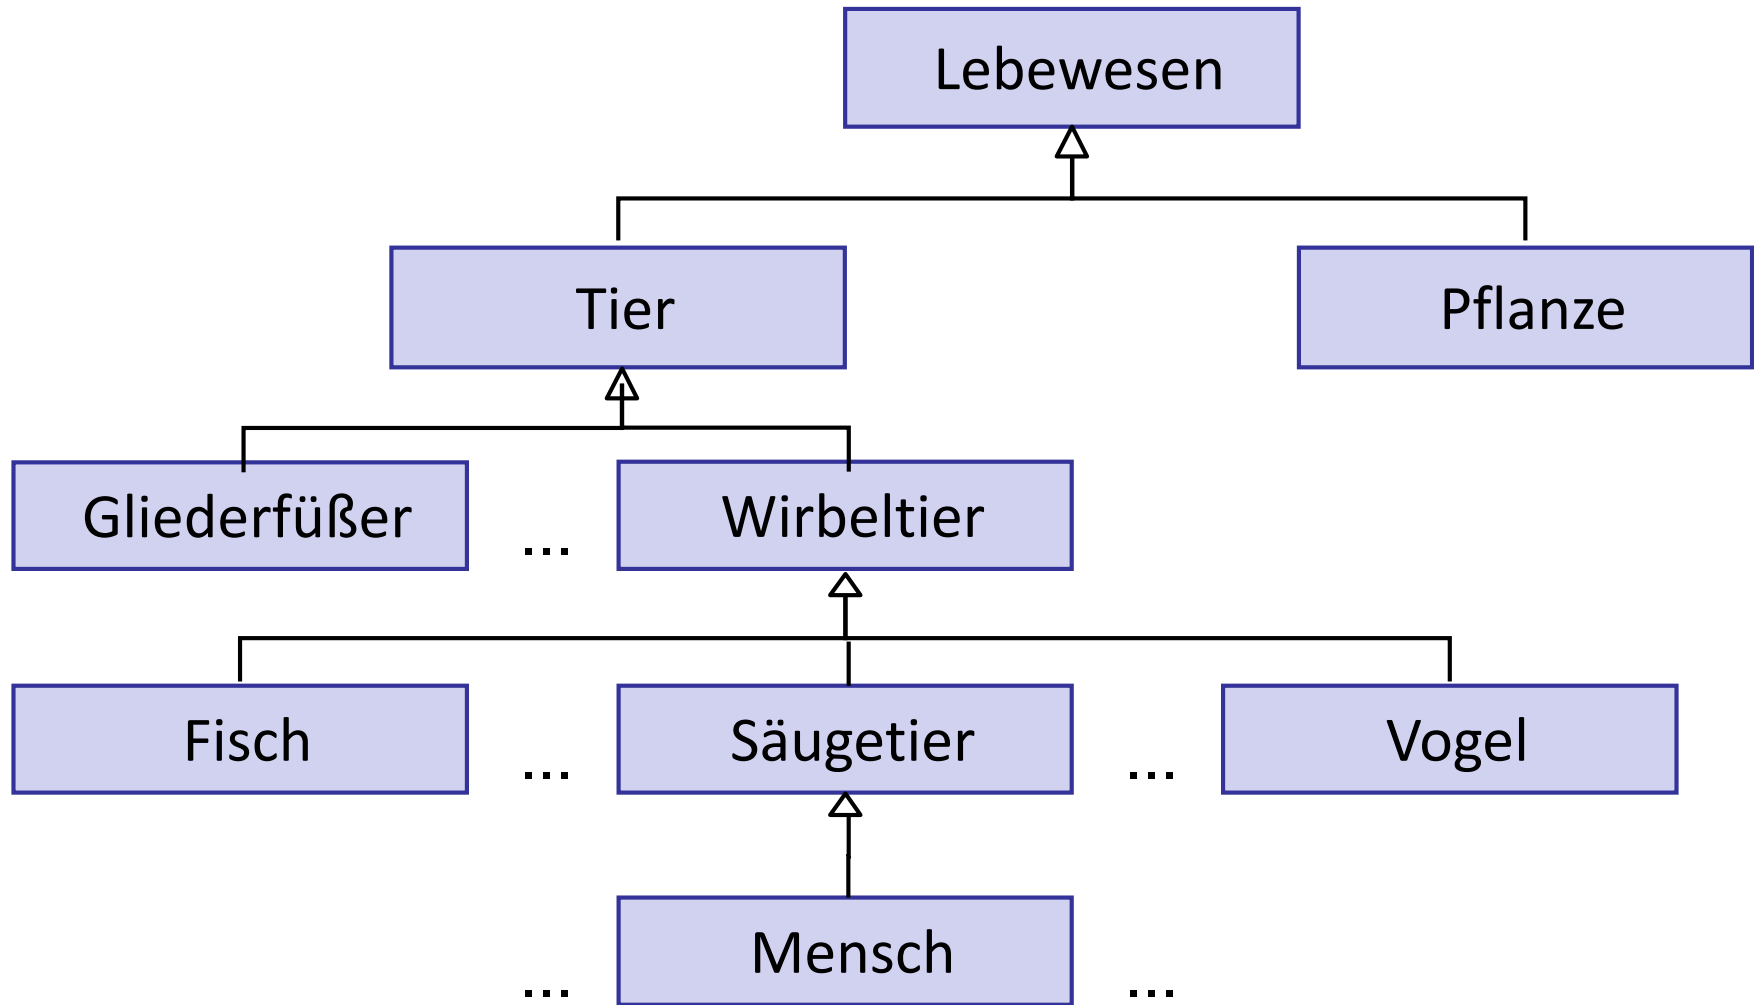 Lebewesen
Tier
Pflanze
Gliederfüßer
...
Wirbeltier
Fisch
...
Säugetier
...
Vogel
...
Mensch
...